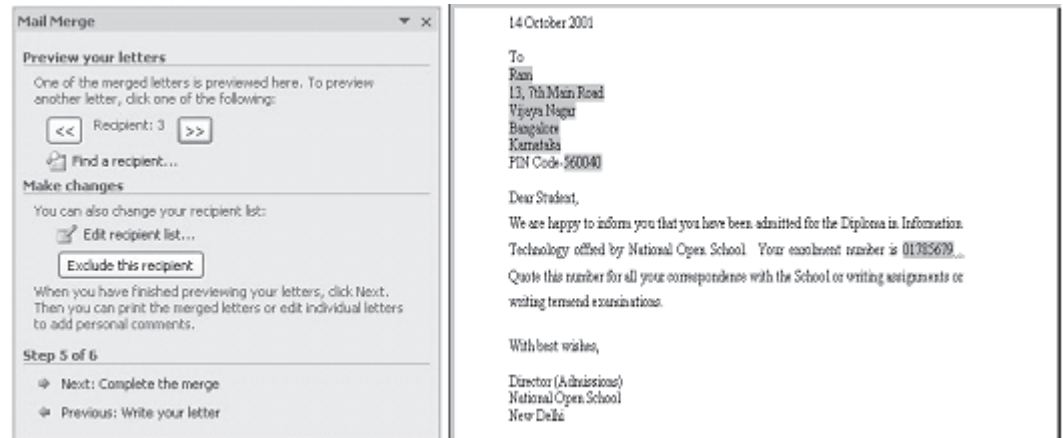 Mail Merge
Preview your letters
One of the merged letters is previewed here. To preview
another letter, click one of the following:
<< Recipient: 3 >>
Find a recipient...
Make changes
You can also change your recipient list:
Edit recipient list...
Exclude this recipient
When you have finished previewing your letters, click Next.
Then you can print the merged letters or edit individual letters
to add personal comments.
Step 5 of 6
Next: Complete the merge
Previous: Write your letter
14 October 2001
To
Ram
13, 7th Main Road
Vijaya Nagar
Bangalore
Karnataka
PIN Code-560040
Dear Student,
We are happy to inform you that you have been admitted for the Diploma in Information
Technology offred by National Open School. Your enrolment number is 01785679...
Quote this number for all your correspondence with the School or writing assignments or
writing termend examinations.
With best wishes,
Director (Admissions)
National Open School
New Delhi